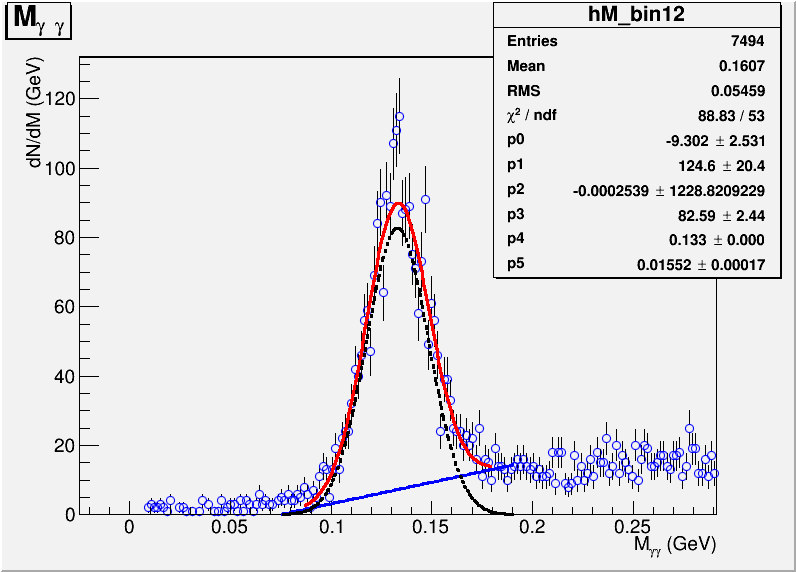 M γ γ
hM_bin12
Entries 7494
Mean 0.1607
RMS 0.05459
χ² / ndf 88.83 / 53
p0 -9.302 ± 2.531
p1 124.6 ± 20.4
p2 -0.0002539 ± 1228.8209229
p3 82.59 ± 2.44
p4 0.133 ± 0.000
p5 0.01552 ± 0.00017
dN/dM (GeV)
120
100
80
60
40
20
0
0 0.05 0.1 0.15 0.2 0.25
M γγ (GeV)